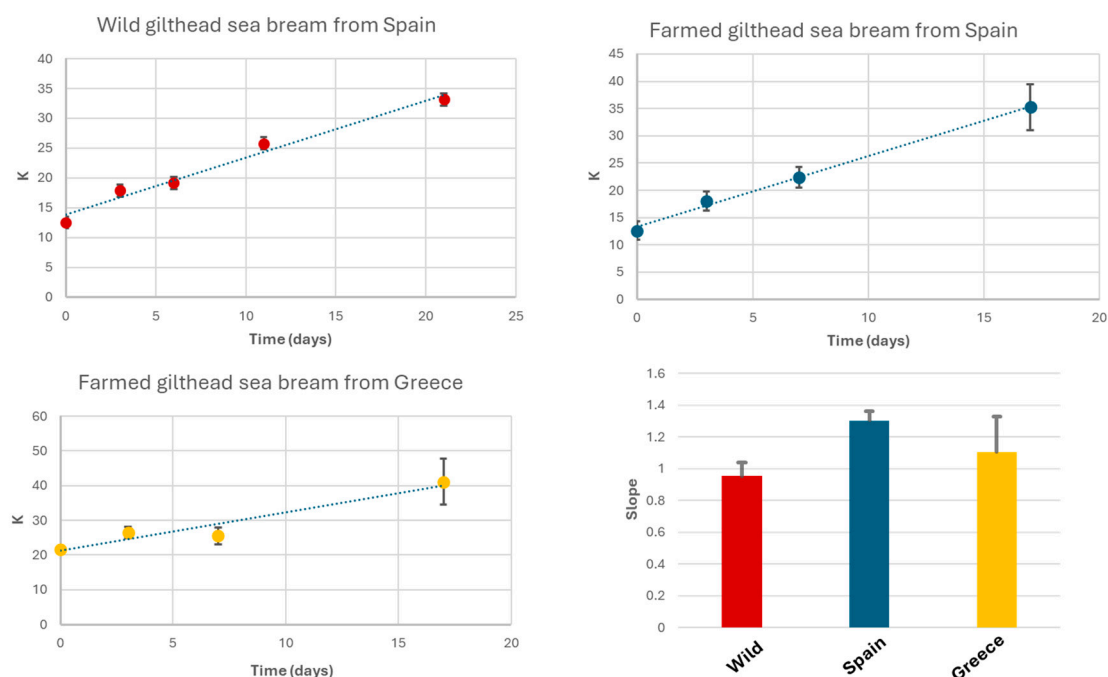 Wild gilthead sea bream from Spain
40
35
30
25
20
15
10
5
0
K
0 5 10 15 20 25
Time (days)
Farmed gilthead sea bream from Spain
45
40
35
30
25
20
15
10
5
0
K
0 5 10 15 20
Time (days)
Farmed gilthead sea bream from Greece
60
50
40
30
20
10
0
K
0 5 10 15 20
Time (days)
1.6
1.4
1.2
1
0.8
0.6
0.4
0.2
0
Slope
Wild Spain Greece